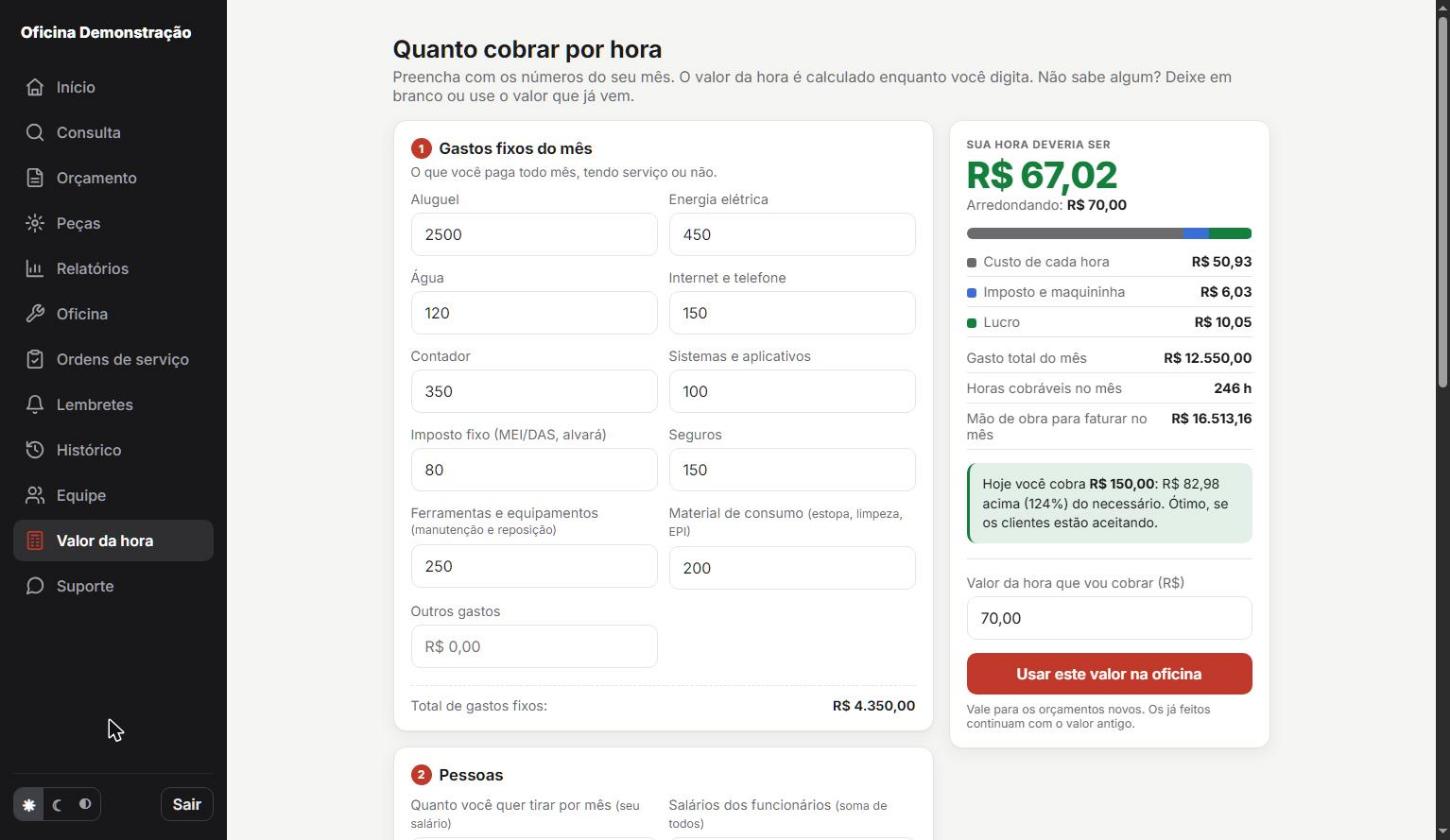 Oficina Demonstração
Início
Consulta
Orçamento
Peças
Relatórios
Oficina
Ordens de serviço
Lembretes
Histórico
Equipe
Valor da hora
Suporte
Sair
Quanto cobrar por hora
Preencha com os números do seu mês. O valor da hora é calculado enquanto você digita. Não sabe algum? Deixe em
branco ou use o valor que já vem.
1 Gastos fixos do mês
O que você paga todo mês, tendo serviço ou não.
Aluguel
2500
Energia elétrica
450
Água
120
Internet e telefone
150
Contador
350
Sistemas e aplicativos
100
Imposto fixo (MEI/DAS, alvará)
80
Seguros
150
Ferramentas e equipamentos
(manutenção e reposição)
250
Material de consumo (estopa, limpeza,
EPI)
200
Outros gastos
R$ 0,00
Total de gastos fixos: R$ 4.350,00
2 Pessoas
Quanto você quer tirar por mês (seu
salário)
Salários dos funcionários (soma de
todos)
SUA HORA DEVERIA SER
R$ 67,02
Arredondando: R$ 70,00
Custo de cada hora R$ 50,93
Imposto e maquininha R$ 6,03
Lucro R$ 10,05
Gasto total do mês R$ 12.550,00
Horas cobráveis no mês 246 h
Mão de obra para faturar no R$ 16.513,16
mês
Hoje você cobra R$ 150,00: R$ 82,98
acima (124%) do necessário. Ótimo, se
os clientes estão aceitando.
Valor da hora que vou cobrar (R$)
70,00
Usar este valor na oficina
Vale para os orçamentos novos. Os já feitos
continuam com o valor antigo.